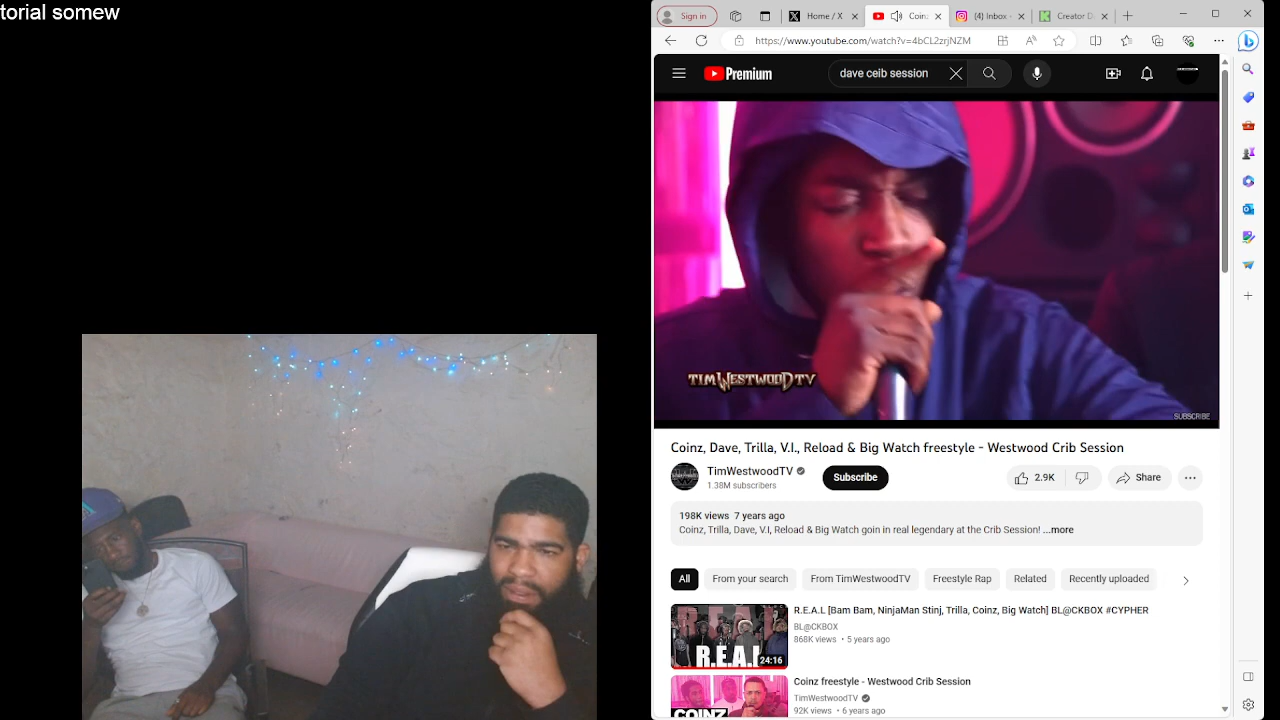 torial somew
Sign in
Home / X
Coinz
(4) Inbox -
Creator D
https://www.youtube.com/watch?v=4bCL2zrjNZM
Premium
dave ceib session
TIMWESTWOODTV
SUBSCRIBE
Coinz, Dave, Trilla, V.I., Reload & Big Watch freestyle - Westwood Crib Session
TimWestwoodTV
1.38M subscribers
Subscribe
2.9K
Share
198K views 7 years ago
Coinz, Trilla, Dave, V.I, Reload & Big Watch goin in real legendary at the Crib Session! ...more
All
From your search
From TimWestwoodTV
Freestyle Rap
Related
Recently uploaded
R.E.A.L [Bam Bam, NinjaMan Stinj, Trilla, Coinz, Big Watch] BL@CKBOX #CYPHER
BL@CKBOX
868K views • 5 years ago
R.E.A.L
24:16
Coinz freestyle - Westwood Crib Session
TimWestwoodTV
92K views • 6 years ago
COINZ